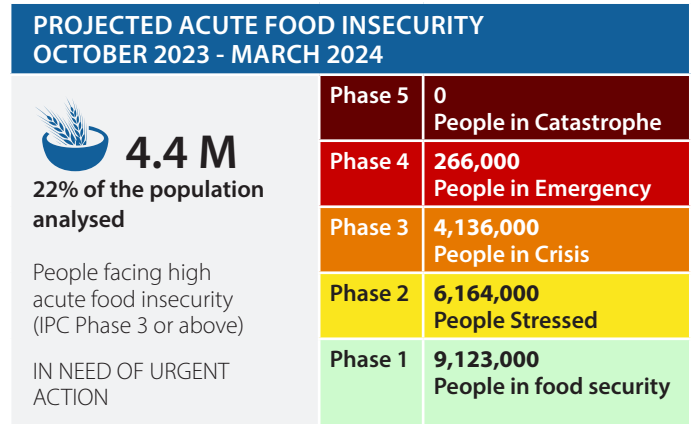 PROJECTED ACUTE FOOD INSECURITY
OCTOBER 2023 - MARCH 2024
4.4 M
22% of the population
analysed
People facing high
acute food insecurity
(IPC Phase 3 or above)
IN NEED OF URGENT
ACTION
Phase 5
0
People in Catastrophe
Phase 4
266,000
People in Emergency
Phase 3
4,136,000
People in Crisis
Phase 2
6,164,000
People Stressed
Phase 1
9,123,000
People in food security